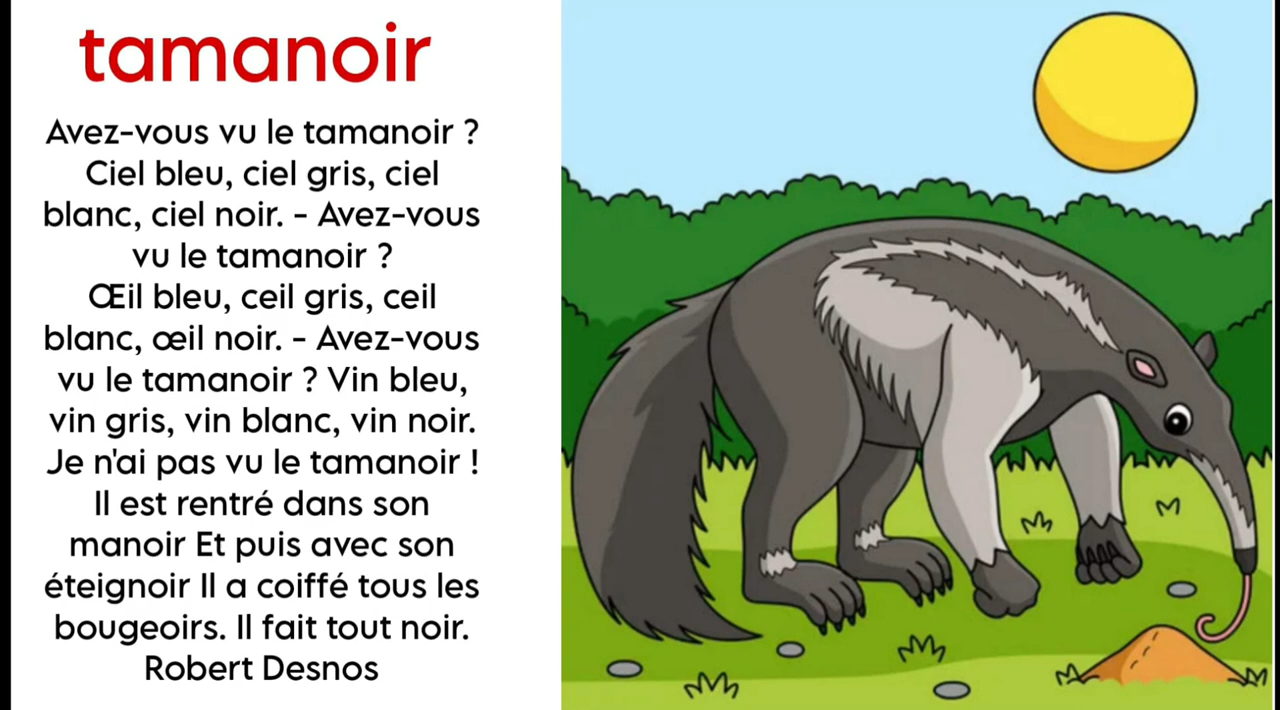 tamanoir
Avez-vous vu le tamanoir ?
Ciel bleu, ciel gris, ciel
blanc, ciel noir. - Avez-vous
vu le tamanoir ?
Œil bleu, ceil gris, ceil
blanc, œil noir. - Avez-vous
vu le tamanoir ? Vin bleu,
vin gris, vin blanc, vin noir.
Je n'ai pas vu le tamanoir !
Il est rentré dans son
manoir Et puis avec son
éteignoir Il a coiffé tous les
bougeoirs. Il fait tout noir.
Robert Desnos